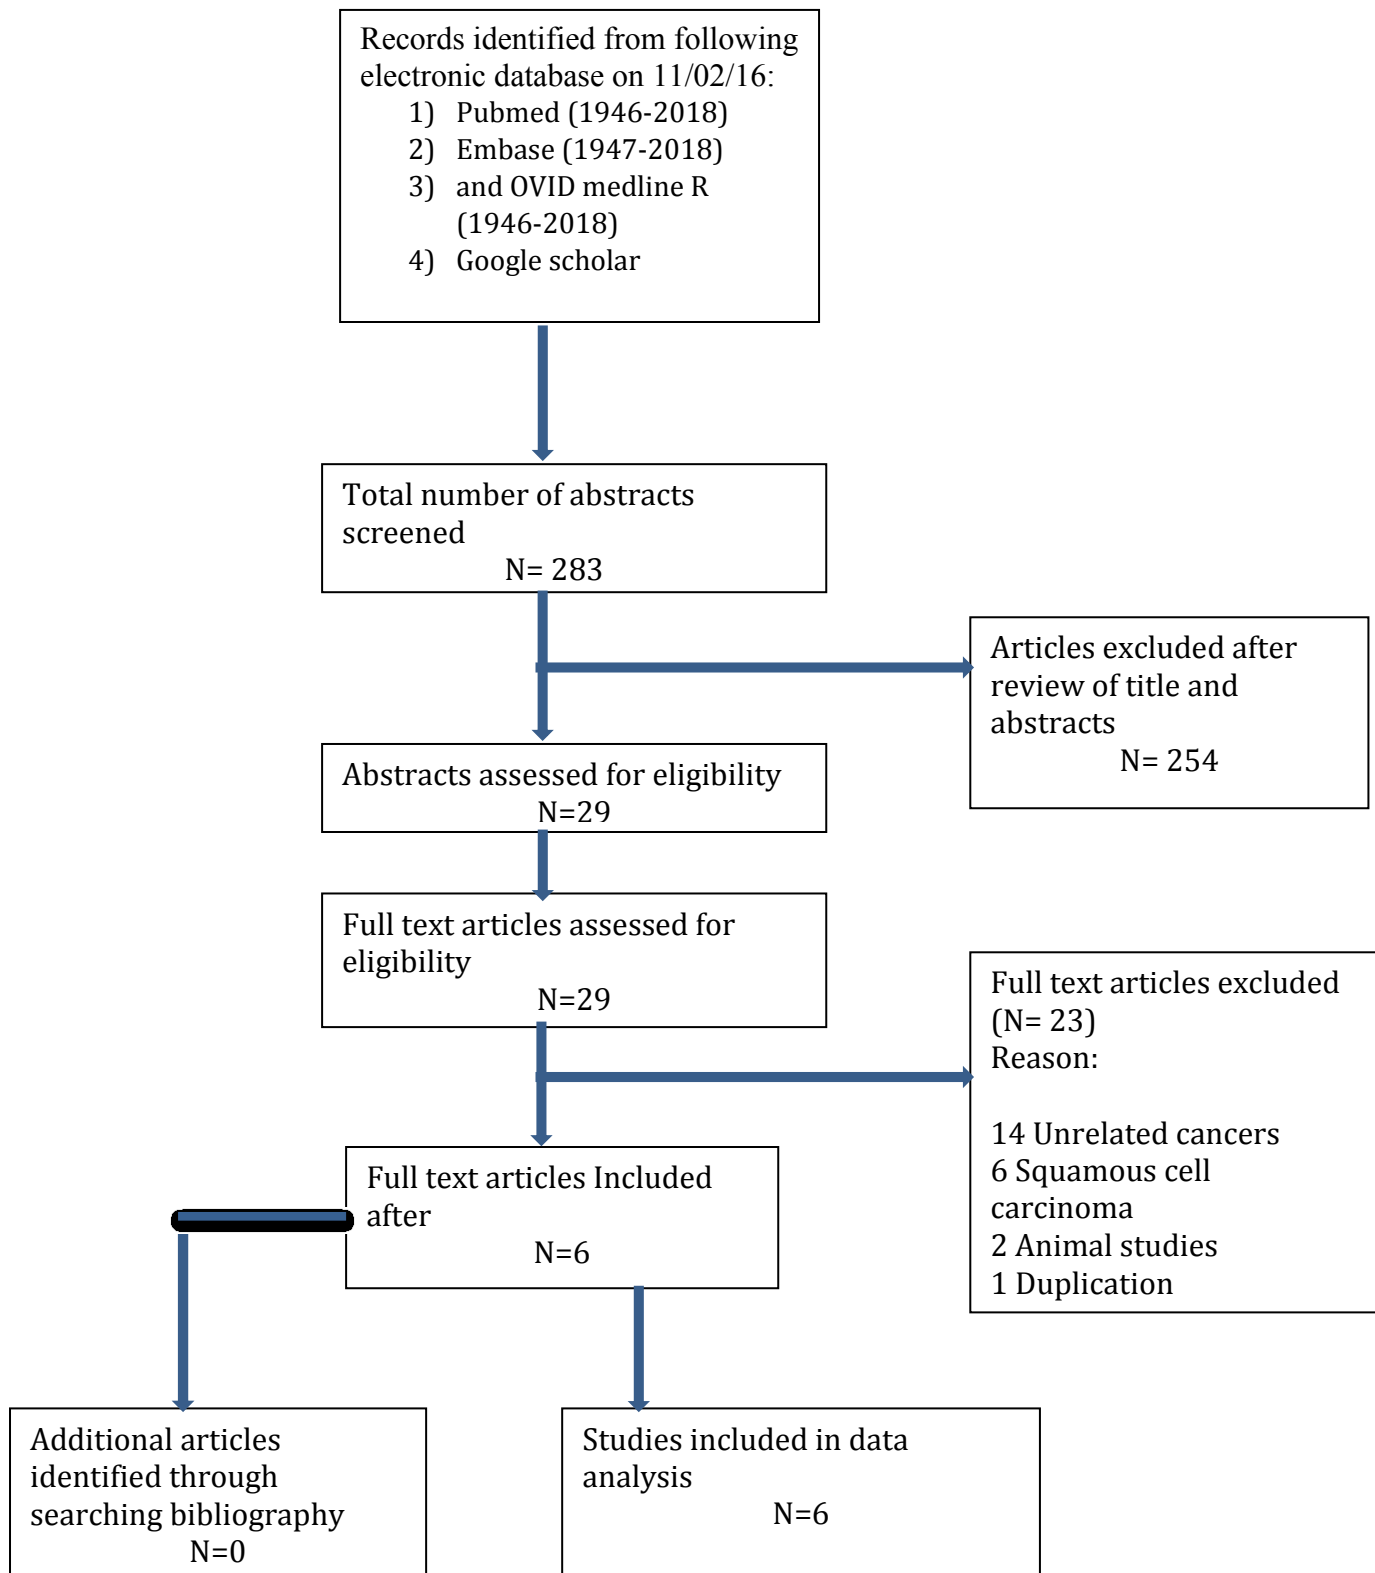 Records identified from following
electronic database on 11/02/16:
1) Pubmed (1946-2018)
2) Embase (1947-2018)
3) and OVID medline R
(1946-2018)
4) Google scholar
Total number of abstracts
screened
N= 283
Articles excluded after
review of title and
abstracts
N= 254
Abstracts assessed for eligibility
N=29
Full text articles assessed for
eligibility
N=29
Full text articles excluded
(N= 23)
Reason:
14 Unrelated cancers
6 Squamous cell
carcinoma
2 Animal studies
1 Duplication
Full text articles Included
after
N=6
Additional articles
identified through
searching bibliography
N=0
Studies included in data
analysis
N=6